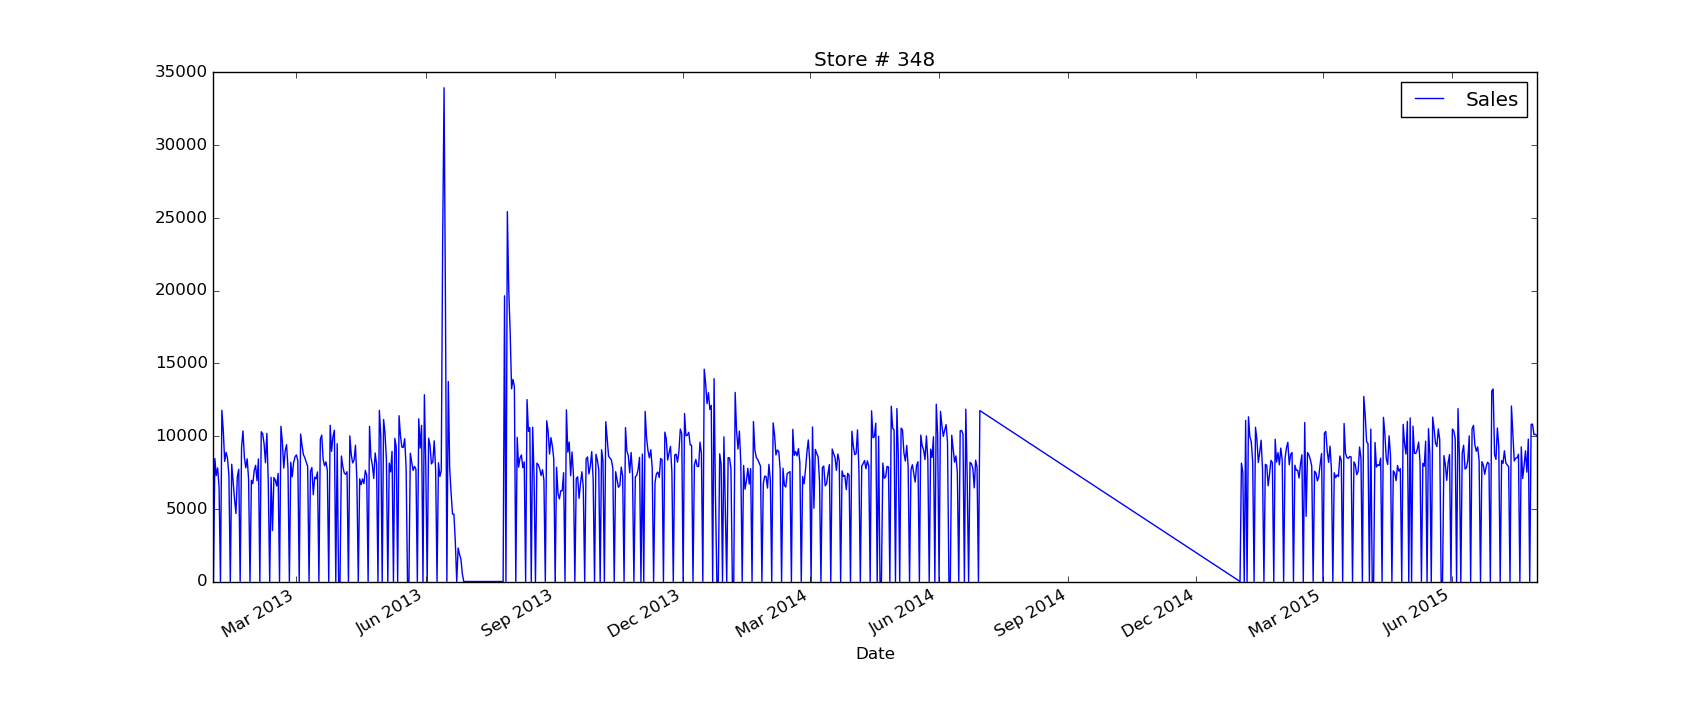 Store # 348
35000
30000
25000
20000
15000
10000
5000
0
Sales
Mar 2013
Jun 2013
Sep 2013
Dec 2013
Mar 2014
Jun 2014
Sep 2014
Dec 2014
Mar 2015
Jun 2015
Date